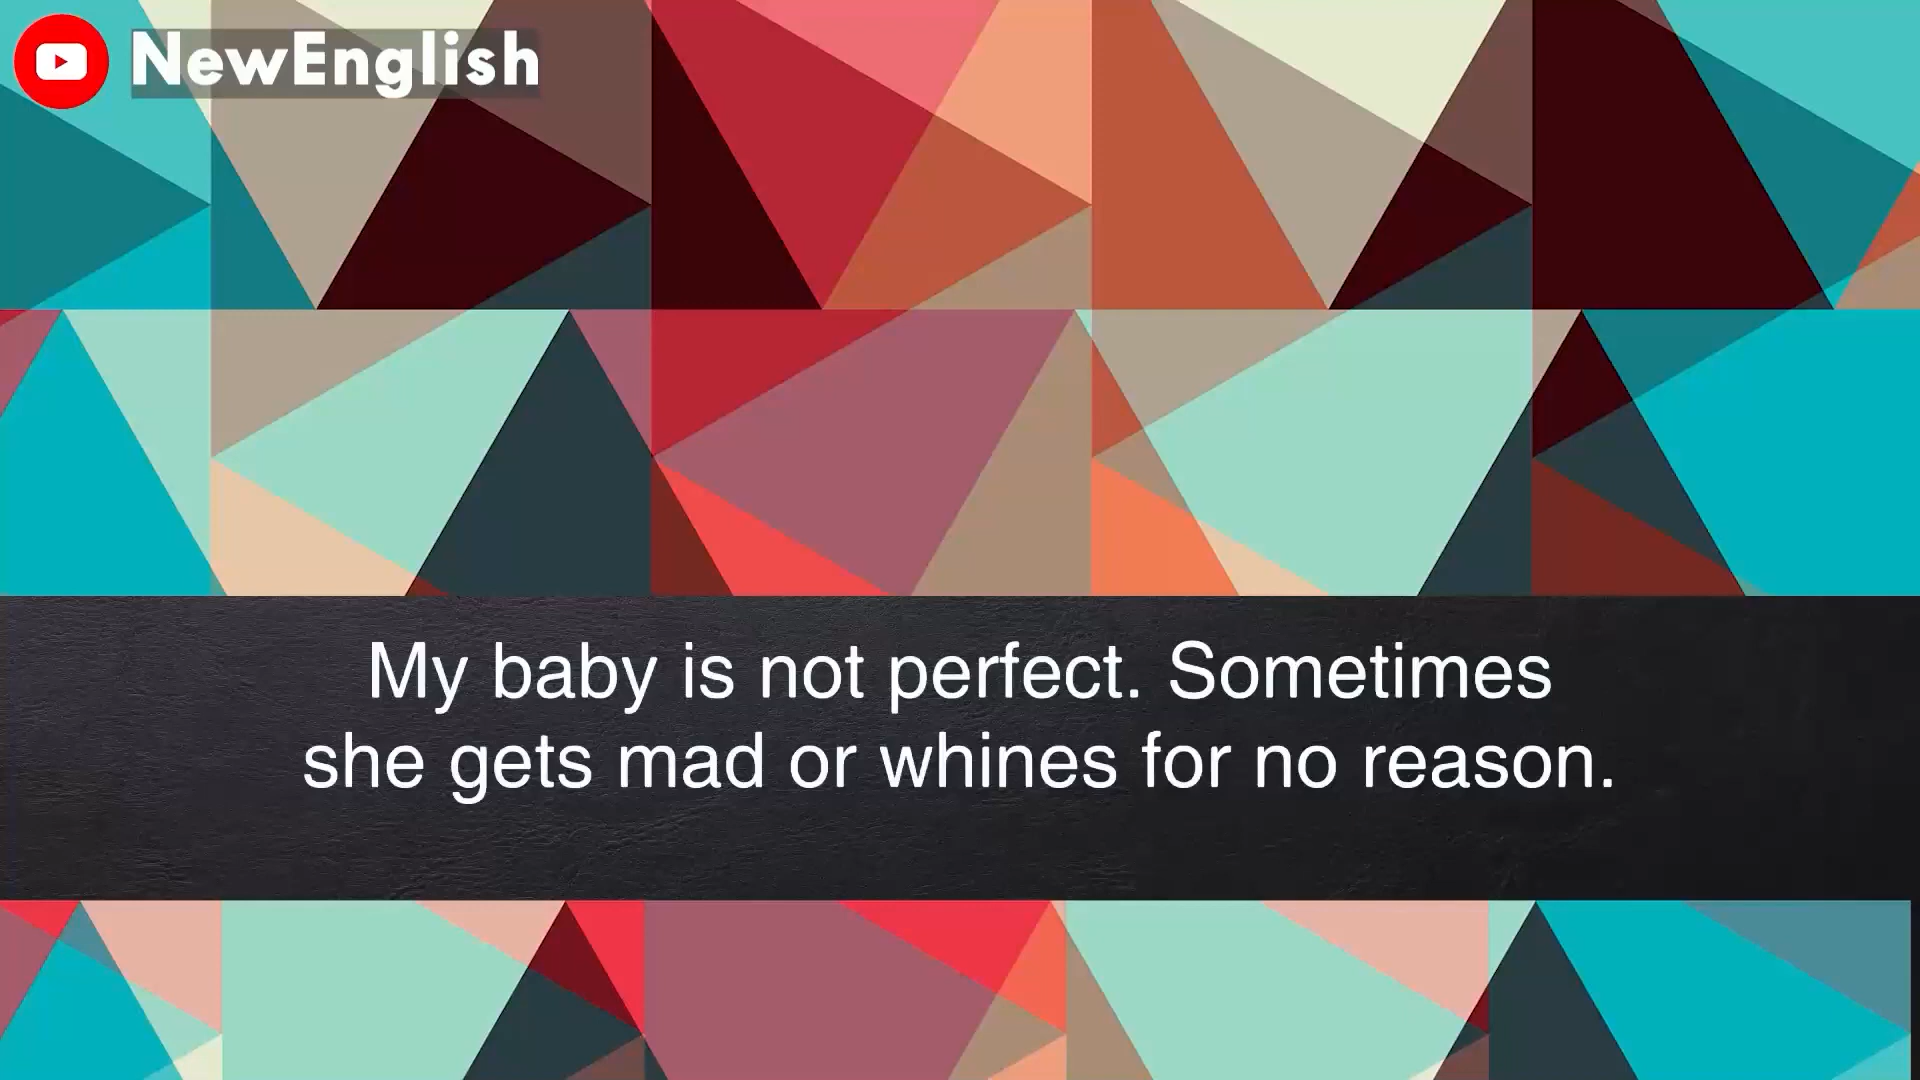 NewEnglish
My baby is not perfect. Sometimes
she gets mad or whines for no reason.